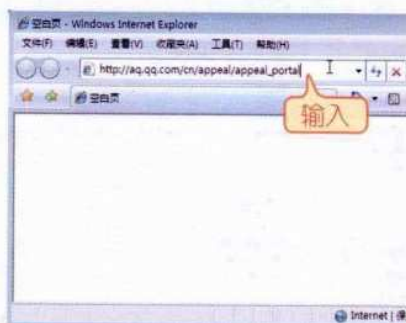 空白页 - Windows Internet Explorer
文件(F) 编辑(E) 查看(V) 收藏夹(A) 工具(T) 帮助(H)
http://aq.qq.com/cn/appeal/appeal_portal
空白页
输入
Internet | 保